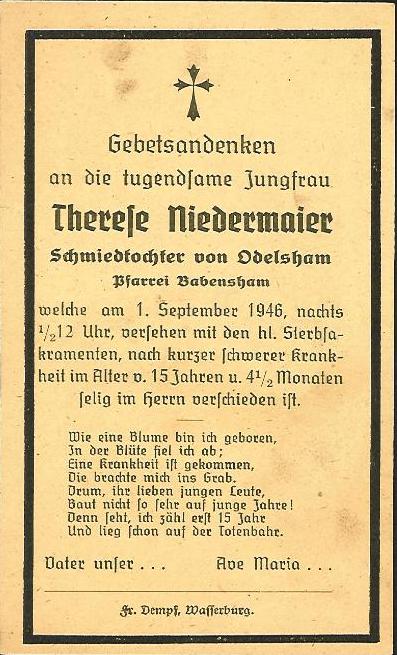 Gebetsandenken
an die tugendsame Jungfrau
Therese Niedermaier
Schmiedtochter von Odelsham
Pfarrei Babensham
welche am 1. September 1946, nachts
1/2 12 Uhr, versehen mit den hl. Sterbsa-
kramenten, nach kurzer schwerer Krank-
heit im Alter v. 15 Jahren u. 4 1/2 Monaten
selig im Herrn verschieden ist.
Wie eine Blume bin ich geboren,
In der Blüte fiel ich ab;
Eine Krankheit ist gekommen,
Die brachte mich ins Grab.
Drum, ihr lieben jungen Leute,
Baut nicht so sehr auf junge Jahre!
Denn seht, ich zähl erst 15 Jahr
Und lieg schon auf der Totenbahr.
Vater unser . . . Ave Maria . . .
Fr. Dempf, Wasserburg.